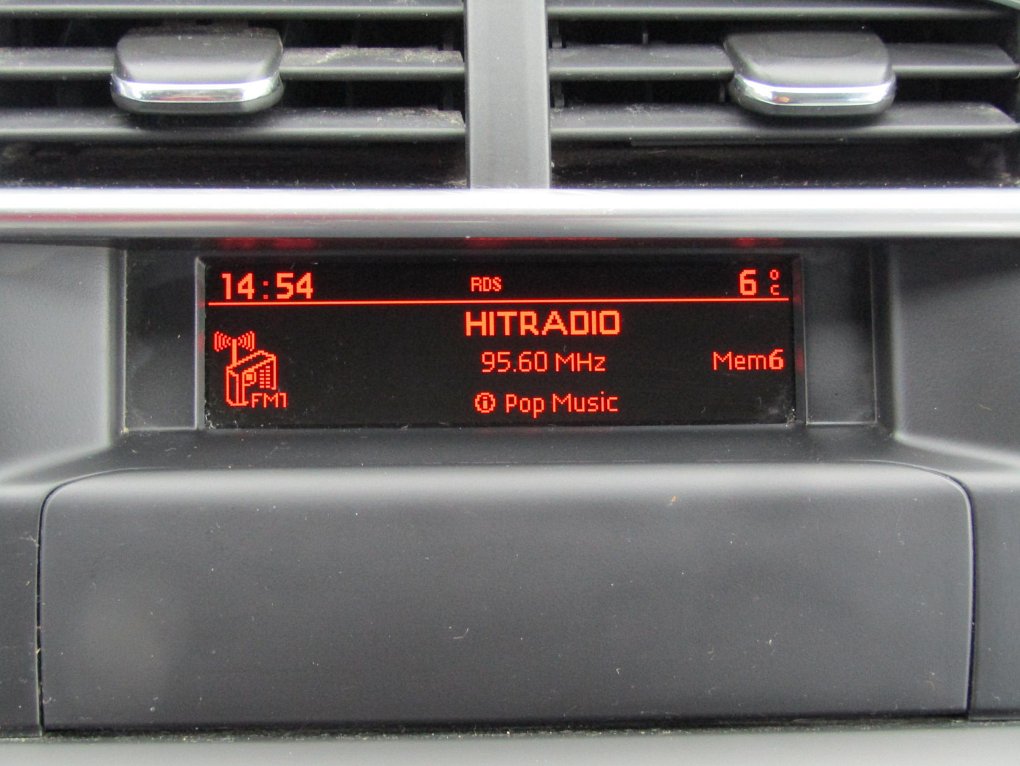 14:54 RDS 6 °C
HITRADIO
95.60 MHz Mem6
FM1 Pop Music